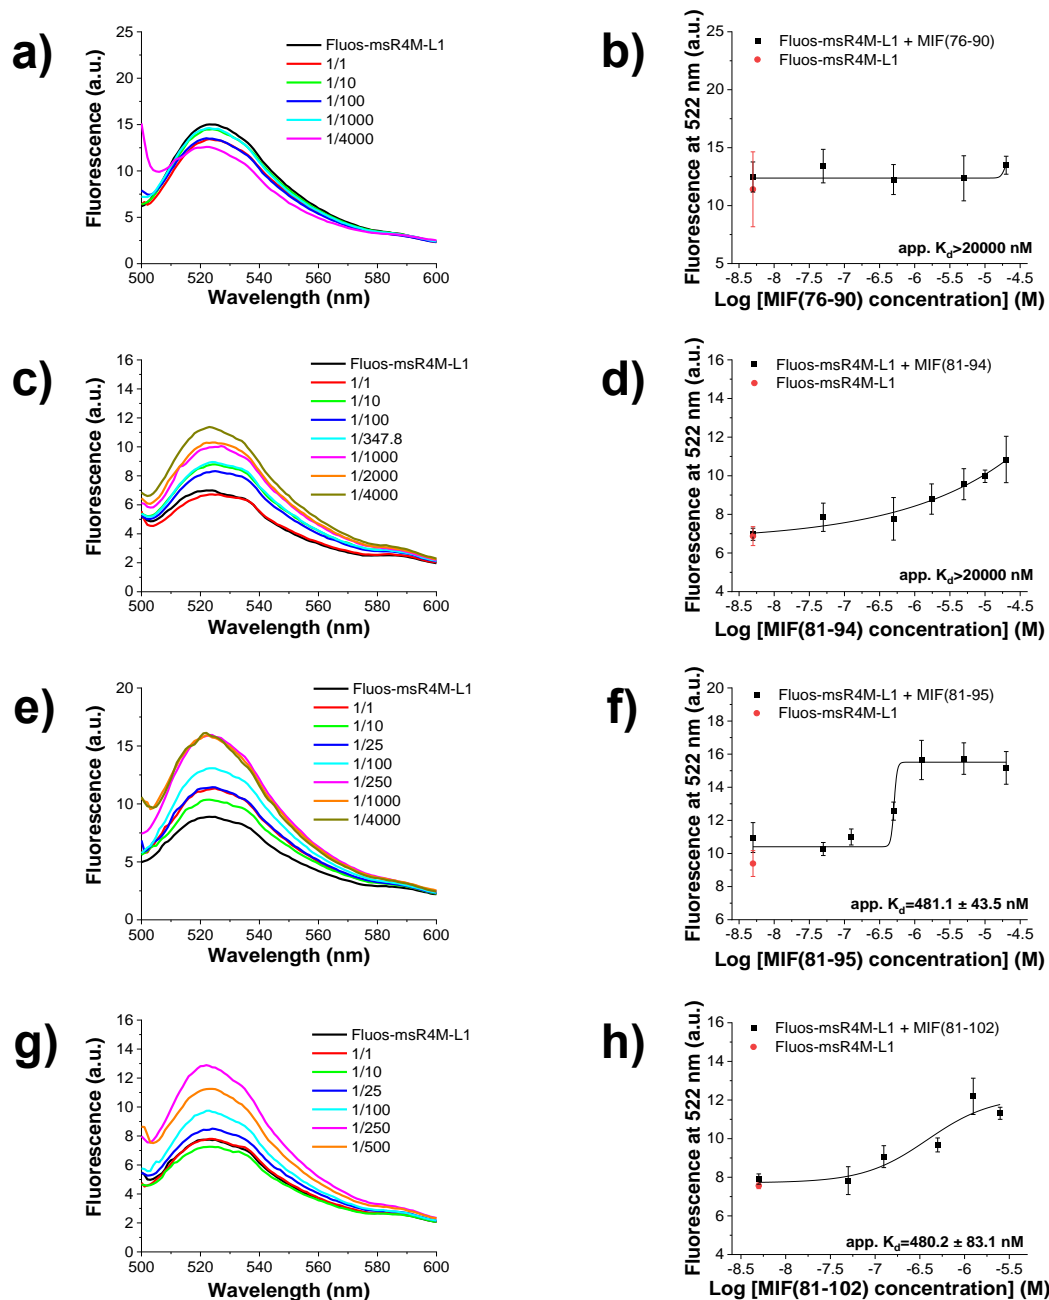 a)
Fluorescence (a.u.)
25
20
15
10
5
0
500 520 540 560 580 600
Wavelength (nm)
Fluos-msR4M-L1
1/1
1/10
1/100
1/1000
1/4000
b)
Fluorescence at 522 nm (a.u.)
25
20
15
10
5
-8.5 -8 -7.5 -7 -6.5 -6 -5.5 -5 -4.5
Log [MIF(76-90) concentration] (M)
Fluos-msR4M-L1 + MIF(76-90)
Fluos-msR4M-L1
app. Kd>20000 nM
c)
Fluorescence (a.u.)
16
14
12
10
8
6
4
2
0
500 520 540 560 580 600
Wavelength (nm)
Fluos-msR4M-L1
1/1
1/10
1/100
1/347.8
1/1000
1/2000
1/4000
d)
Fluorescence at 522 nm (a.u.)
16
14
12
10
8
6
4
-8.5 -8 -7.5 -7 -6.5 -6 -5.5 -5 -4.5
Log [MIF(81-94) concentration] (M)
Fluos-msR4M-L1 + MIF(81-94)
Fluos-msR4M-L1
app. Kd>20000 nM
e)
Fluorescence (a.u.)
20
15
10
5
0
500 520 540 560 580 600
Wavelength (nm)
Fluos-msR4M-L1
1/1
1/10
1/25
1/100
1/250
1/1000
1/4000
f)
Fluorescence at 522 nm (a.u.)
20
18
16
14
12
10
8
6
-8.5 -8 -7.5 -7 -6.5 -6 -5.5 -5 -4.5
Log [MIF(81-95) concentration] (M)
Fluos-msR4M-L1 + MIF(81-95)
Fluos-msR4M-L1
app. Kd=481.1 ± 43.5 nM
g)
Fluorescence (a.u.)
16
14
12
10
8
6
4
2
0
500 520 540 560 580 600
Wavelength (nm)
Fluos-msR4M-L1
1/1
1/10
1/25
1/100
1/250
1/500
h)
Fluorescence at 522 nm (a.u.)
16
14
12
10
8
6
4
-8.5 -8 -7.5 -7 -6.5 -6 -5.5
Log [MIF(81-102) concentration] (M)
Fluos-msR4M-L1 + MIF(81-102)
Fluos-msR4M-L1
app. Kd=480.2 ± 83.1 nM